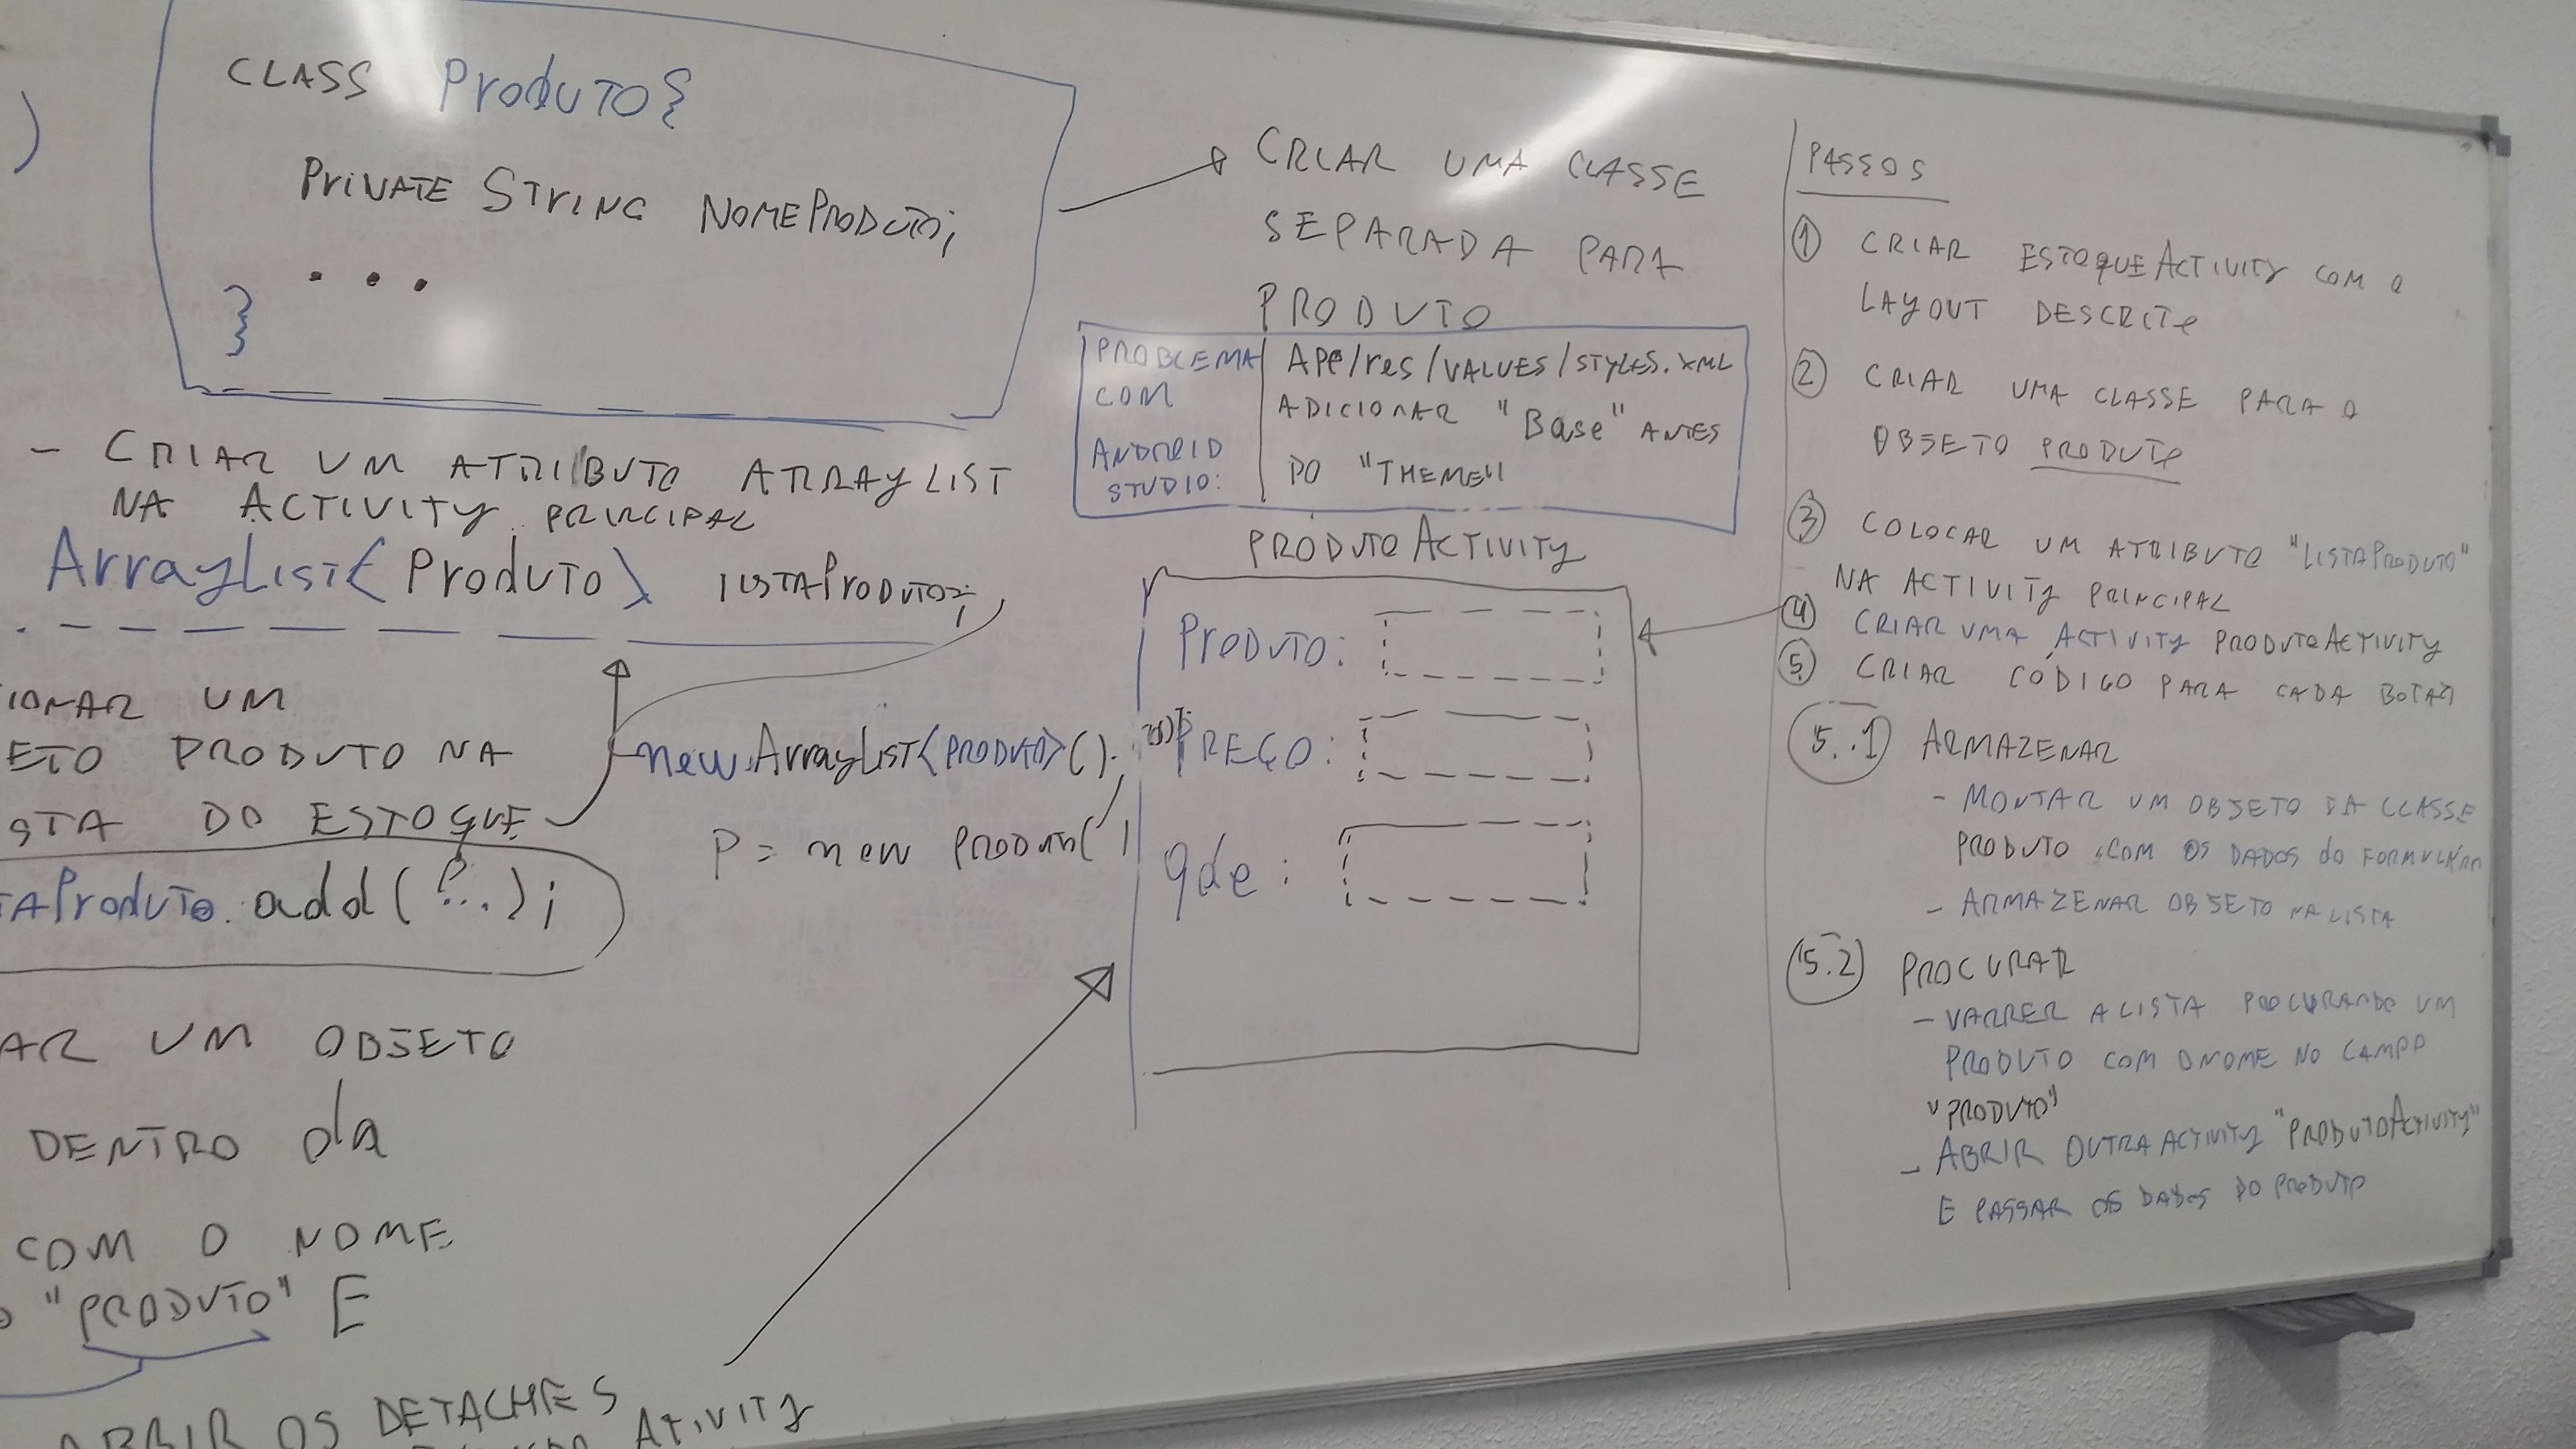 )
CLASS Produto{
PRIVATE STRING NOMEPRODUTO;
...
}
CRIAR UMA CLASSE
SEPARADA PARA
PRODUTO
PROBLEMA
COM
ANDROID
STUDIO:
APP/res/VALUES/STYLES.XML
ADICIONAR "Base" ANTES
DO "THEME"
- CRIAR UM ATRIBUTO ARRAYLIST
NA ACTIVITY PRINCIPAL
ArrayList<Produto> LISTAPRODUTO=;
IONAR UM
ETO PRODUTO NA
STA DO ESTOQUE
new ArrayList<PRODUTO>().
P = new PRODUTO()
TAPRODUTO.add(P...);
AR UM OBJETO
DENTRO da
COM O NOME
O "PRODUTO" E
ABRIR OS DETALHES
ATIVITY
PRODUTOACTIVITY
PRODUTO:
PREÇO:
qde:
PASSOS
1 CRIAR ESTOQUEACTIVITY COM O
LAYOUT DESCRITO
2 CRIAR UMA CLASSE PARA O
OBJETO PRODUTO
3 COLOCAR UM ATRIBUTO "LISTAPRODUTO"
NA ACTIVITY PRINCIPAL
4 CRIAR UMA ACTIVITY PRODUTOACTIVITY
5 CRIAR CÓDIGO PARA CADA BOTÃO
5.1 ARMAZENAR
- MONTAR UM OBJETO DA CLASSE
PRODUTO COM OS DADOS do FORMULÁRIO
- ARMAZENAR OBJETO NA LISTA
5.2 PROCURAR
- VARRER A LISTA PROCURANDO UM
PRODUTO COM O NOME NO CAMPO
"PRODUTO"
- ABRIR OUTRA ACTIVITY "PRODUTOACTIVITY"
E PASSAR OS DADOS DO PRODUTO